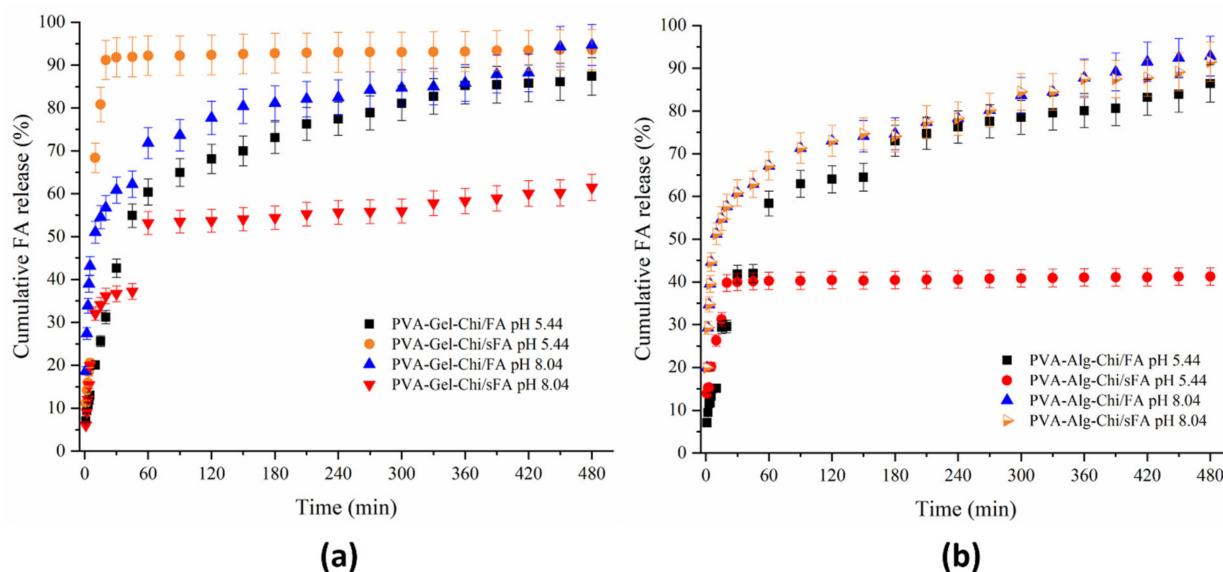 100
90
80
70
60
50
40
30
20
10
0
Cumulative FA release (%)
PVA-Gel-Chi/FA pH 5.44
PVA-Gel-Chi/sFA pH 5.44
PVA-Gel-Chi/FA pH 8.04
PVA-Gel-Chi/sFA pH 8.04
0 60 120 180 240 300 360 420 480
Time (min)
(a)
100
90
80
70
60
50
40
30
20
10
0
Cumulative FA release (%)
PVA-Alg-Chi/FA pH 5.44
PVA-Alg-Chi/sFA pH 5.44
PVA-Alg-Chi/FA pH 8.04
PVA-Alg-Chi/sFA pH 8.04
0 60 120 180 240 300 360 420 480
Time (min)
(b)